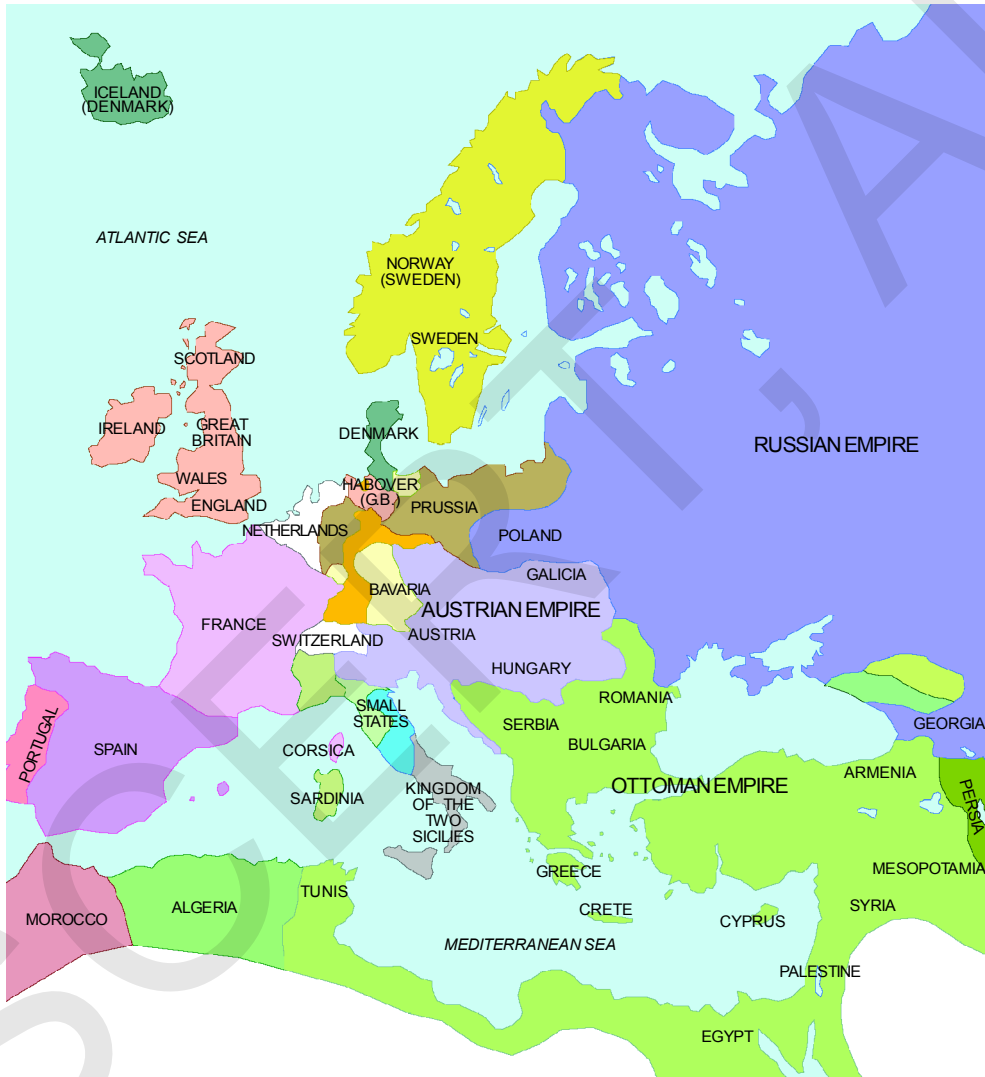 ICELAND
(DENMARK)
ATLANTIC SEA
NORWAY
(SWEDEN)
SWEDEN
SCOTLAND
IRELAND
GREAT
BRITAIN
WALES
ENGLAND
DENMARK
HABOVER
(G.B.)
PRUSSIA
NETHERLANDS
RUSSIAN EMPIRE
POLAND
GALICIA
BAVARIA
AUSTRIAN EMPIRE
FRANCE
SWITZERLAND
AUSTRIA
HUNGARY
ROMANIA
SMALL
STATES
SERBIA
BULGARIA
GEORGIA
PORTUGAL
SPAIN
CORSICA
SARDINIA
KINGDOM
OF THE
TWO
SICILIES
OTTOMAN EMPIRE
ARMENIA
PERSIA
GREECE
MESOPOTAMIA
MOROCCO
ALGERIA
TUNIS
CRETE
CYPRUS
SYRIA
MEDITERRANEAN SEA
PALESTINE
EGYPT